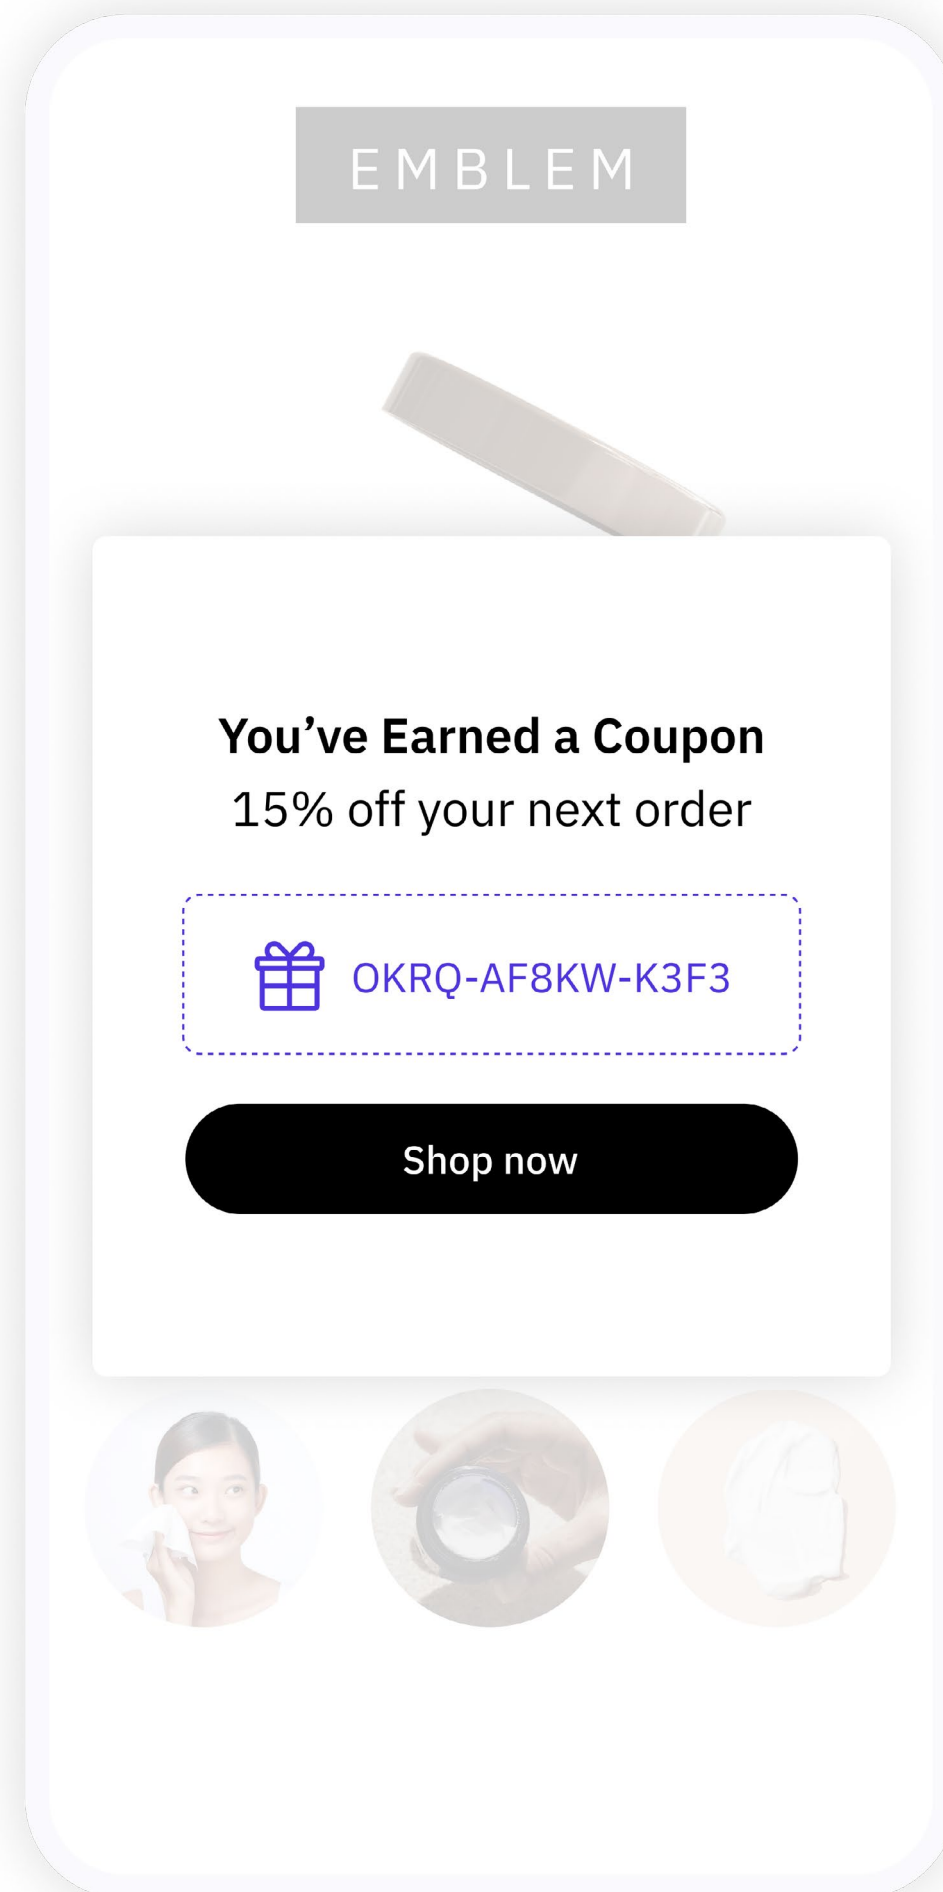 EMBLEM
You’ve Earned a Coupon
15% off your next order
OKRQ-AF8KW-K3F3
Shop now